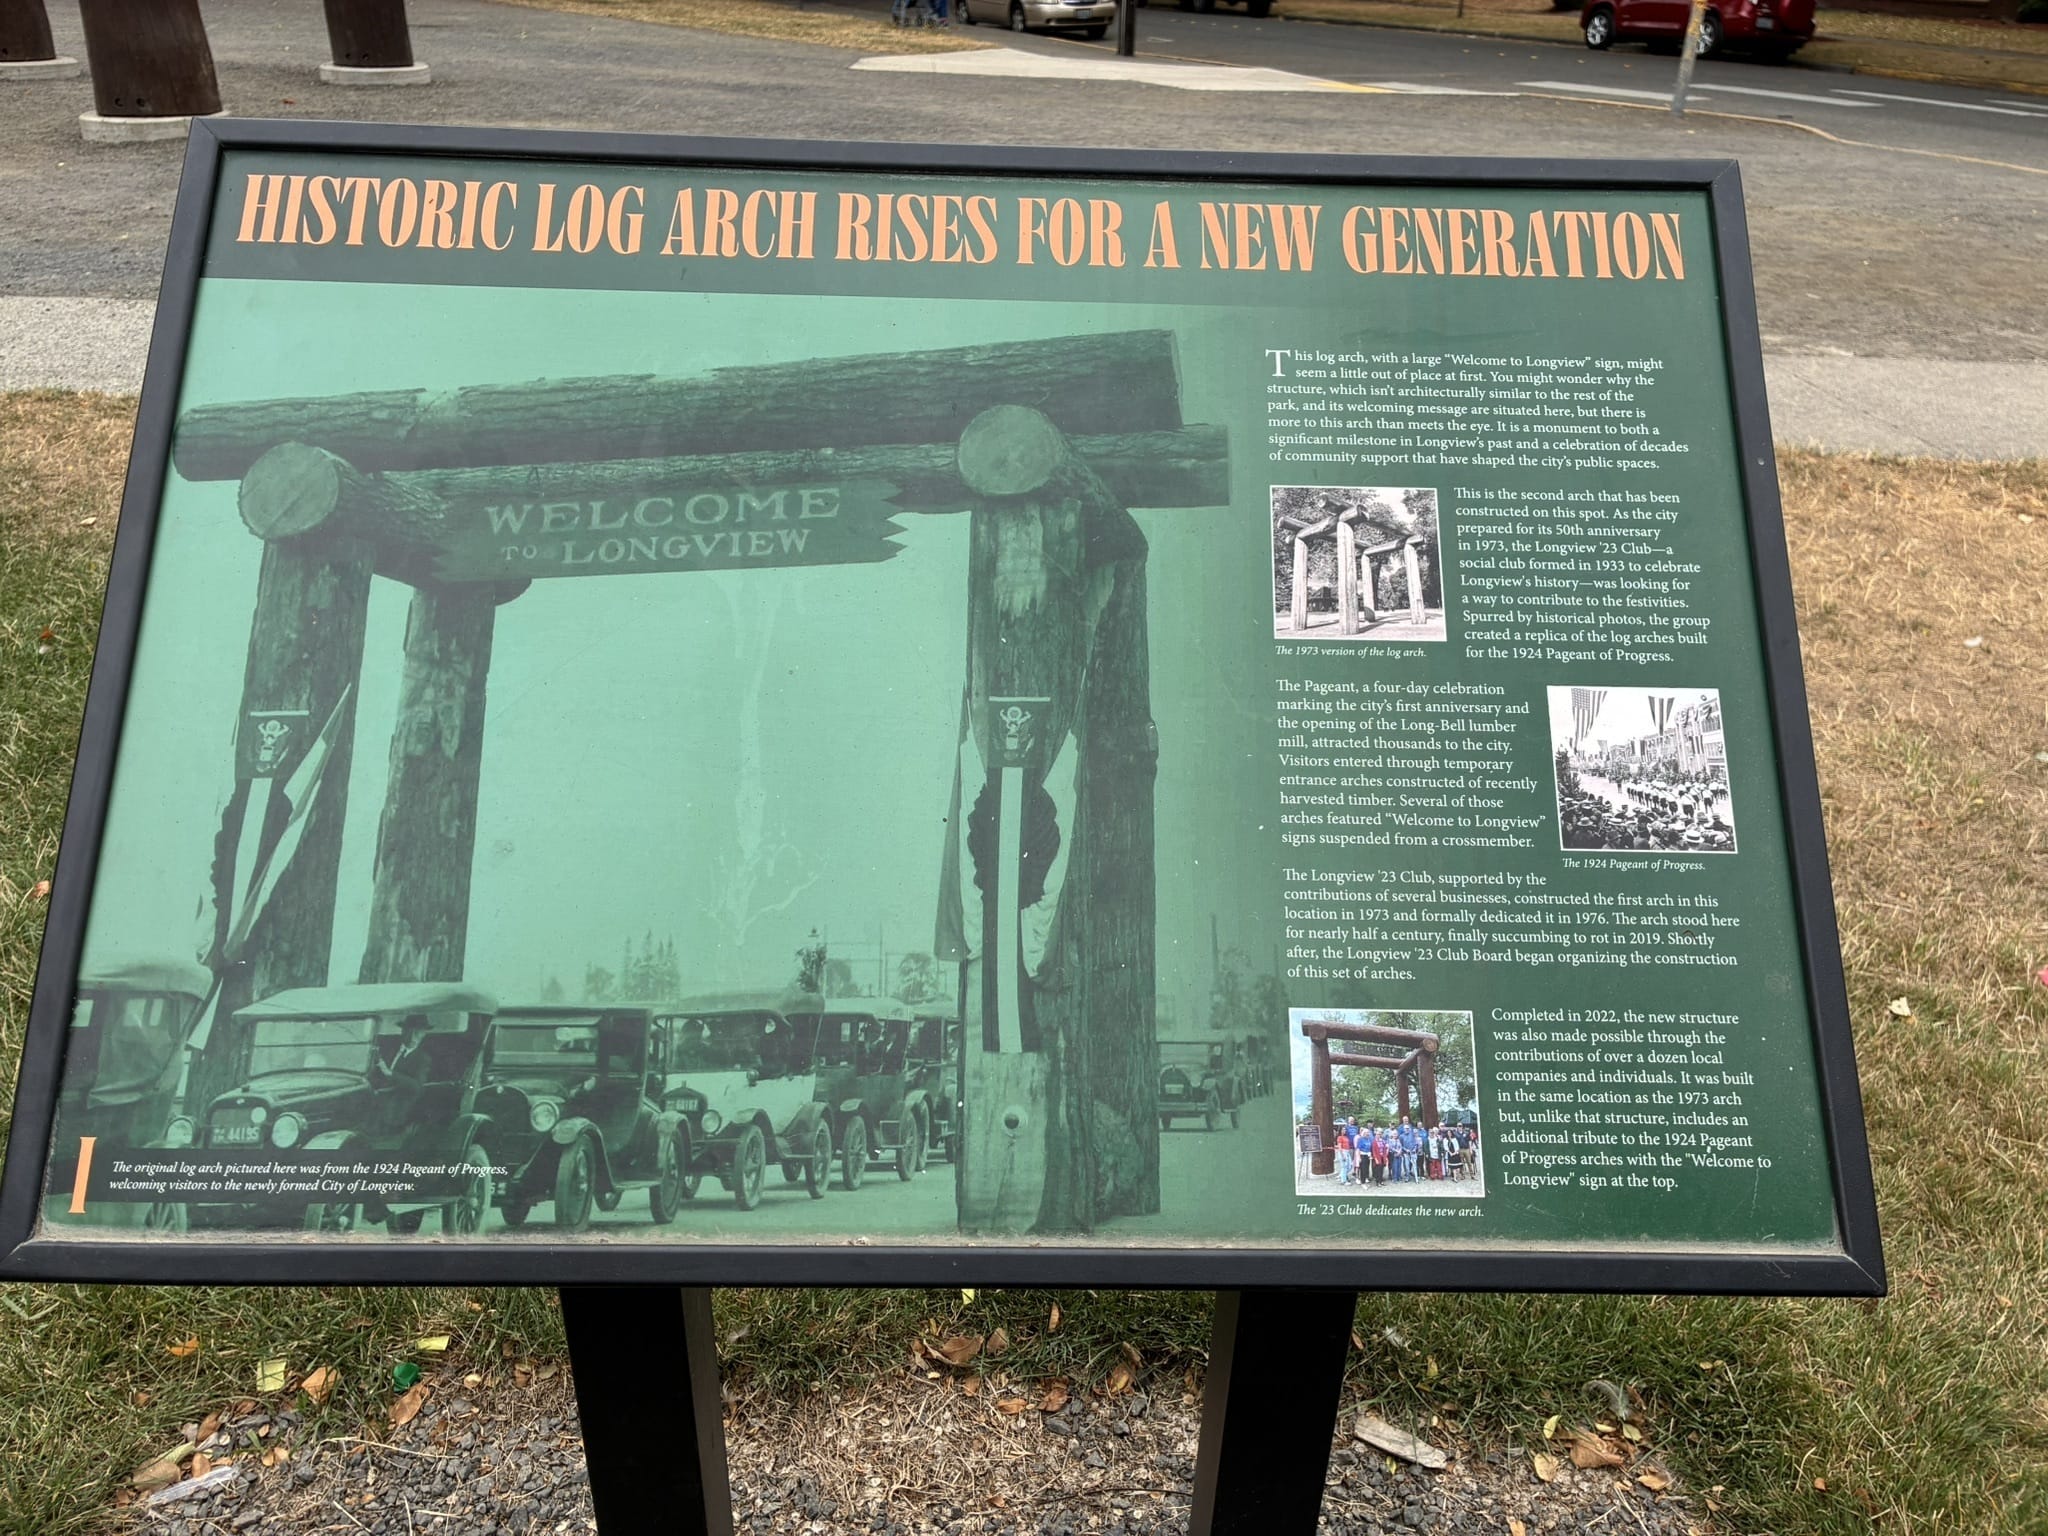 HISTORIC LOG ARCH RISES FOR A NEW GENERATION
WELCOME
TO LONGVIEW
44195
The original log arch pictured here was from the 1924 Pageant of Progress,
welcoming visitors to the newly formed City of Longview.
This log arch, with a large “Welcome to Longview” sign, might
seem a little out of place at first. You might wonder why the
structure, which isn’t architecturally similar to the rest of the
park, and its welcoming message are situated here, but there is
more to this arch than meets the eye. It is a monument to both a
significant milestone in Longview’s past and a celebration of decades
of community support that have shaped the city’s public spaces.
The 1973 version of the log arch.
This is the second arch that has been
constructed on this spot. As the city
prepared for its 50th anniversary
in 1973, the Longview '23 Club—a
social club formed in 1933 to celebrate
Longview's history—was looking for
a way to contribute to the festivities.
Spurred by historical photos, the group
created a replica of the log arches built
for the 1924 Pageant of Progress.
The Pageant, a four-day celebration
marking the city’s first anniversary and
the opening of the Long-Bell lumber
mill, attracted thousands to the city.
Visitors entered through temporary
entrance arches constructed of recently
harvested timber. Several of those
arches featured “Welcome to Longview”
signs suspended from a crossmember.
The 1924 Pageant of Progress.
The Longview '23 Club, supported by the
contributions of several businesses, constructed the first arch in this
location in 1973 and formally dedicated it in 1976. The arch stood here
for nearly half a century, finally succumbing to rot in 2019. Shortly
after, the Longview '23 Club Board began organizing the construction
of this set of arches.
Completed in 2022, the new structure
was also made possible through the
contributions of over a dozen local
companies and individuals. It was built
in the same location as the 1973 arch
but, unlike that structure, includes an
additional tribute to the 1924 Pageant
of Progress arches with the "Welcome to
Longview" sign at the top.
The '23 Club dedicates the new arch.